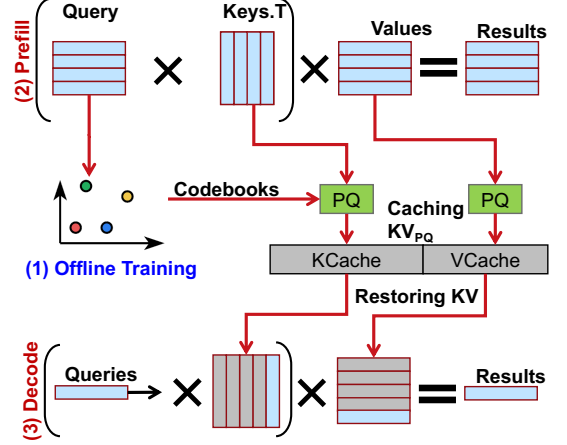 Query
Keys.T
Values
Results
(2) Prefill
Codebooks
PQ
PQ
Caching
KV_PQ
(1) Offline Training
KCache
VCache
Restoring KV
(3) Decode
Queries
Results